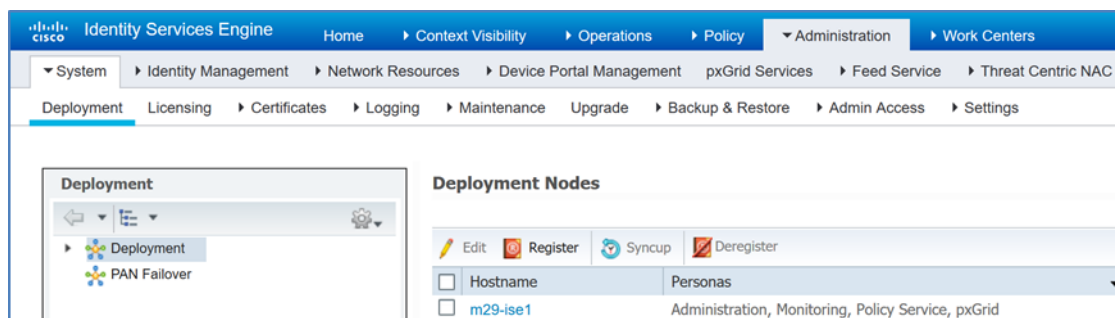 cisco Identity Services Engine Home Context Visibility Operations Policy Administration Work Centers
System Identity Management Network Resources Device Portal Management pxGrid Services Feed Service Threat Centric NAC
Deployment Licensing Certificates Logging Maintenance Upgrade Backup & Restore Admin Access Settings
Deployment
Deployment
PAN Failover
Deployment Nodes
Edit Register Syncup Deregister
Hostname Personas
m29-ise1 Administration, Monitoring, Policy Service, pxGrid